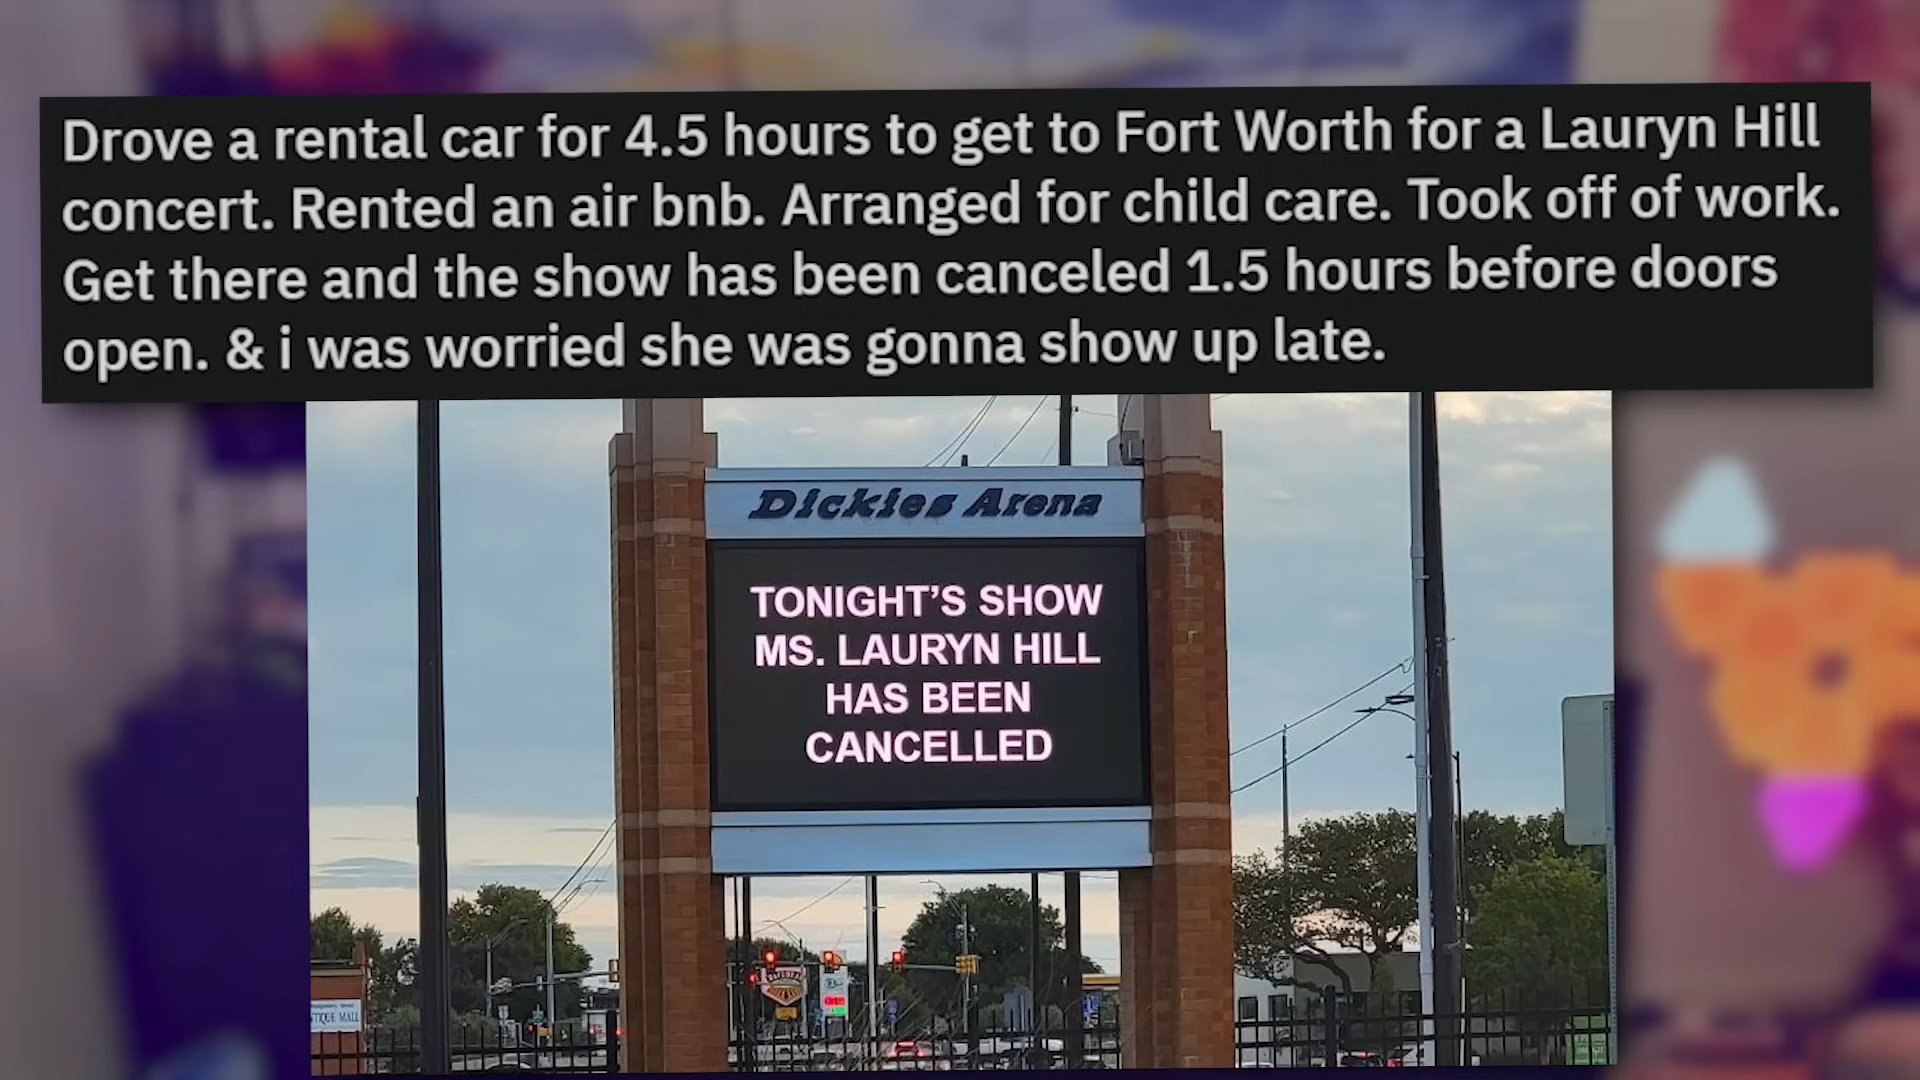 Drove a rental car for 4.5 hours to get to Fort Worth for a Lauryn Hill
concert. Rented an air bnb. Arranged for child care. Took off of work.
Get there and the show has been canceled 1.5 hours before doors
open. & i was worried she was gonna show up late.
Dickies Arena
TONIGHT’S SHOW
MS. LAURYN HILL
HAS BEEN
CANCELLED
MALL